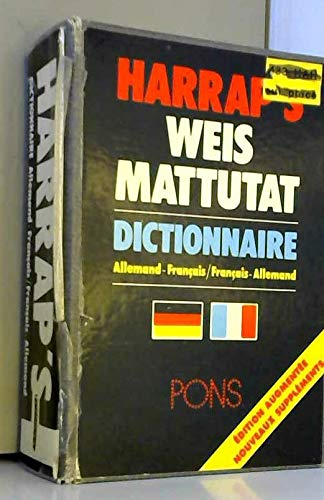 HARRAP'S
WEIS
MATTUTAT
DICTIONNAIRE
Allemand-Français/Français-Allemand
PONS
ÉDITION AUGMENTÉE
NOUVEAUX SUPPLÉMENTS
HARRAP'S
DICTIONNAIRE Allemand-Français/Français-Allemand